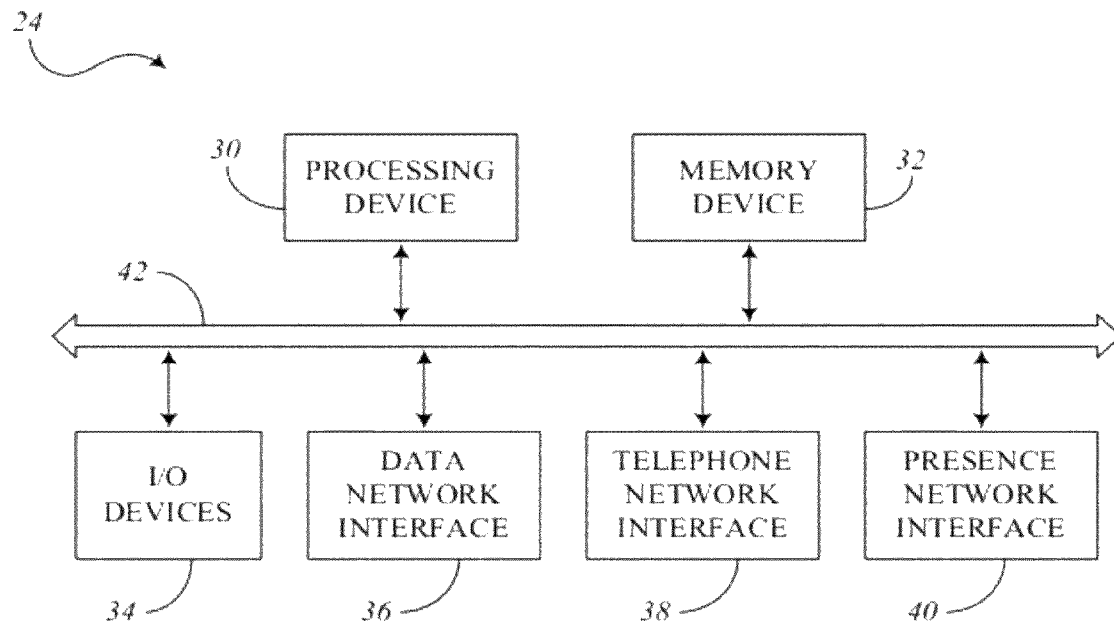 24
30
PROCESSING
DEVICE
MEMORY
DEVICE
32
42
I/O
DEVICES
DATA
NETWORK
INTERFACE
TELEPHONE
NETWORK
INTERFACE
PRESENCE
NETWORK
INTERFACE
34
36
38
40